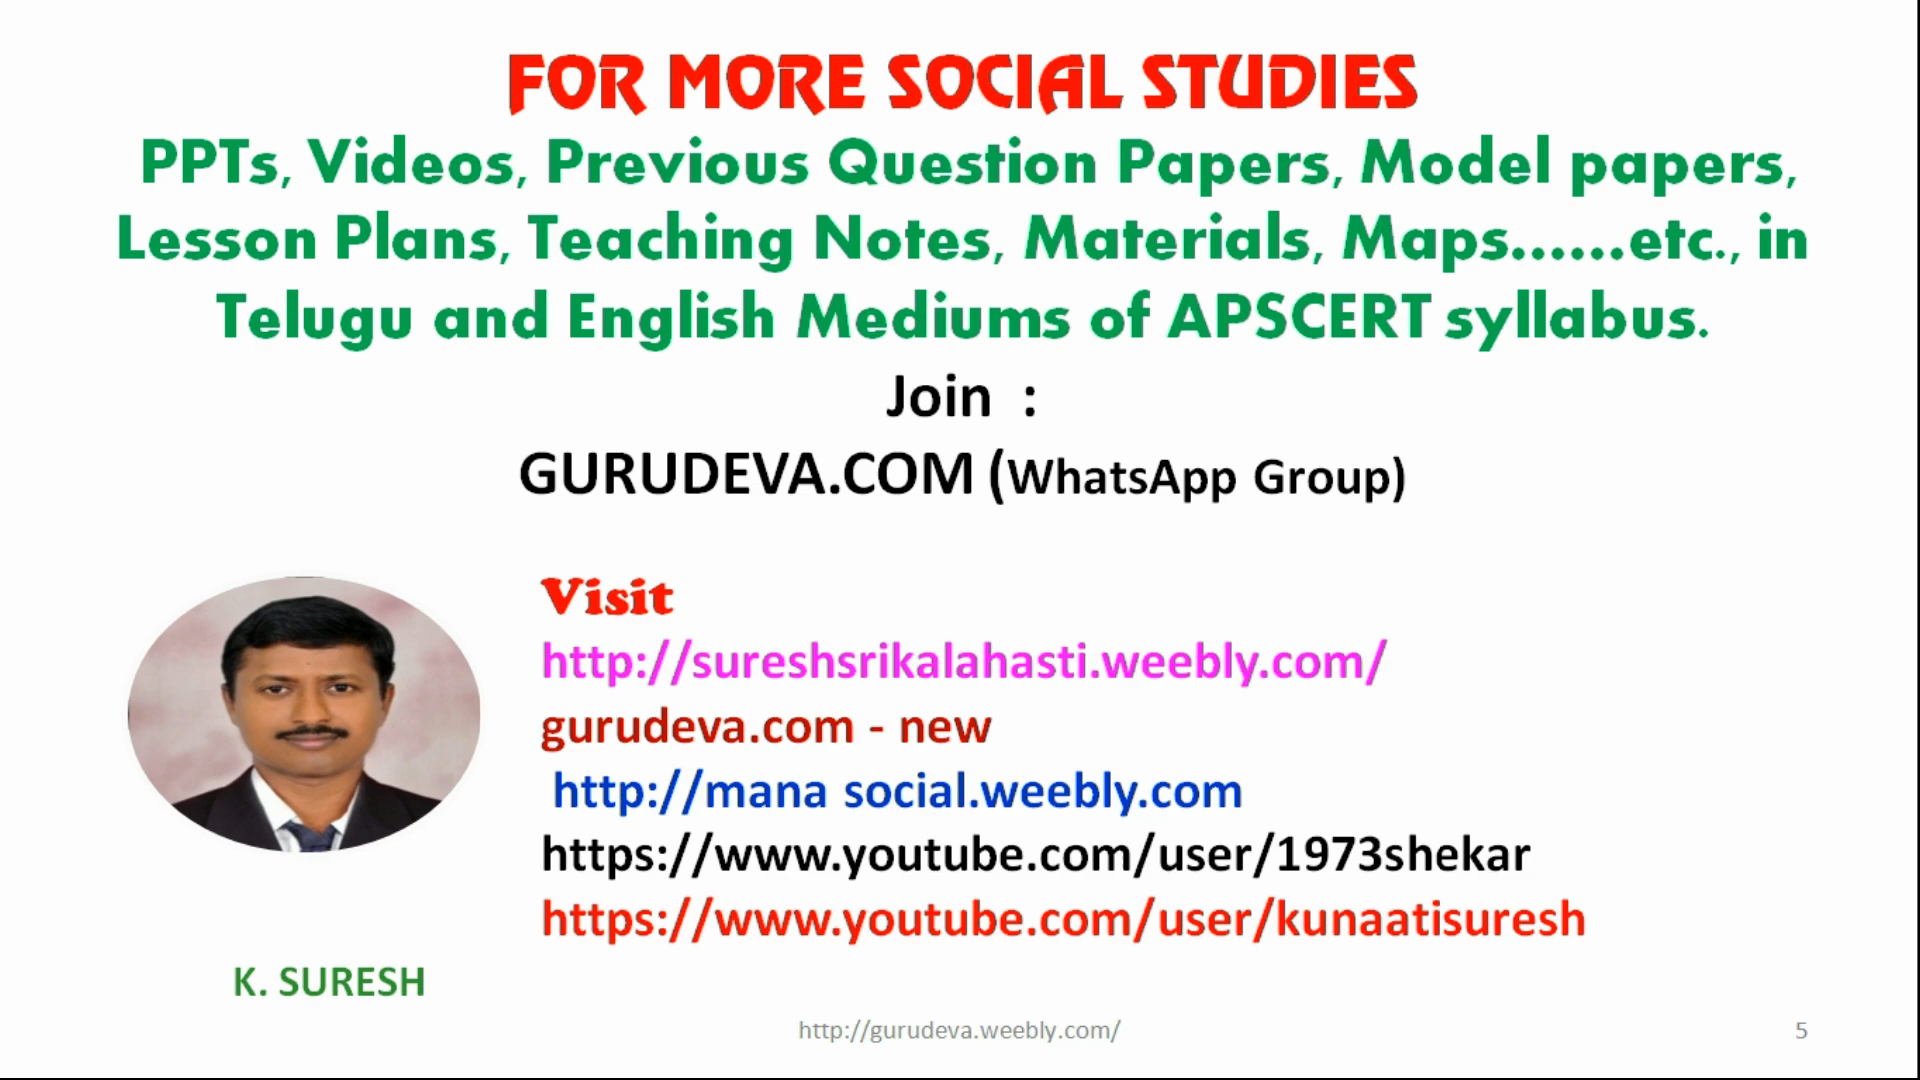 FOR MORE SOCIAL STUDIES
PPTs, Videos, Previous Question Papers, Model papers,
Lesson Plans, Teaching Notes, Materials, Maps......etc., in
Telugu and English Mediums of APSCERT syllabus.
Join :
GURUDEVA.COM (WhatsApp Group)
Visit
http://sureshsrikalahasti.weebly.com/
gurudeva.com - new
http://mana social.weebly.com
https://www.youtube.com/user/1973shekar
https://www.youtube.com/user/kunaatisuresh
K. SURESH
http://gurudeva.weebly.com/
5